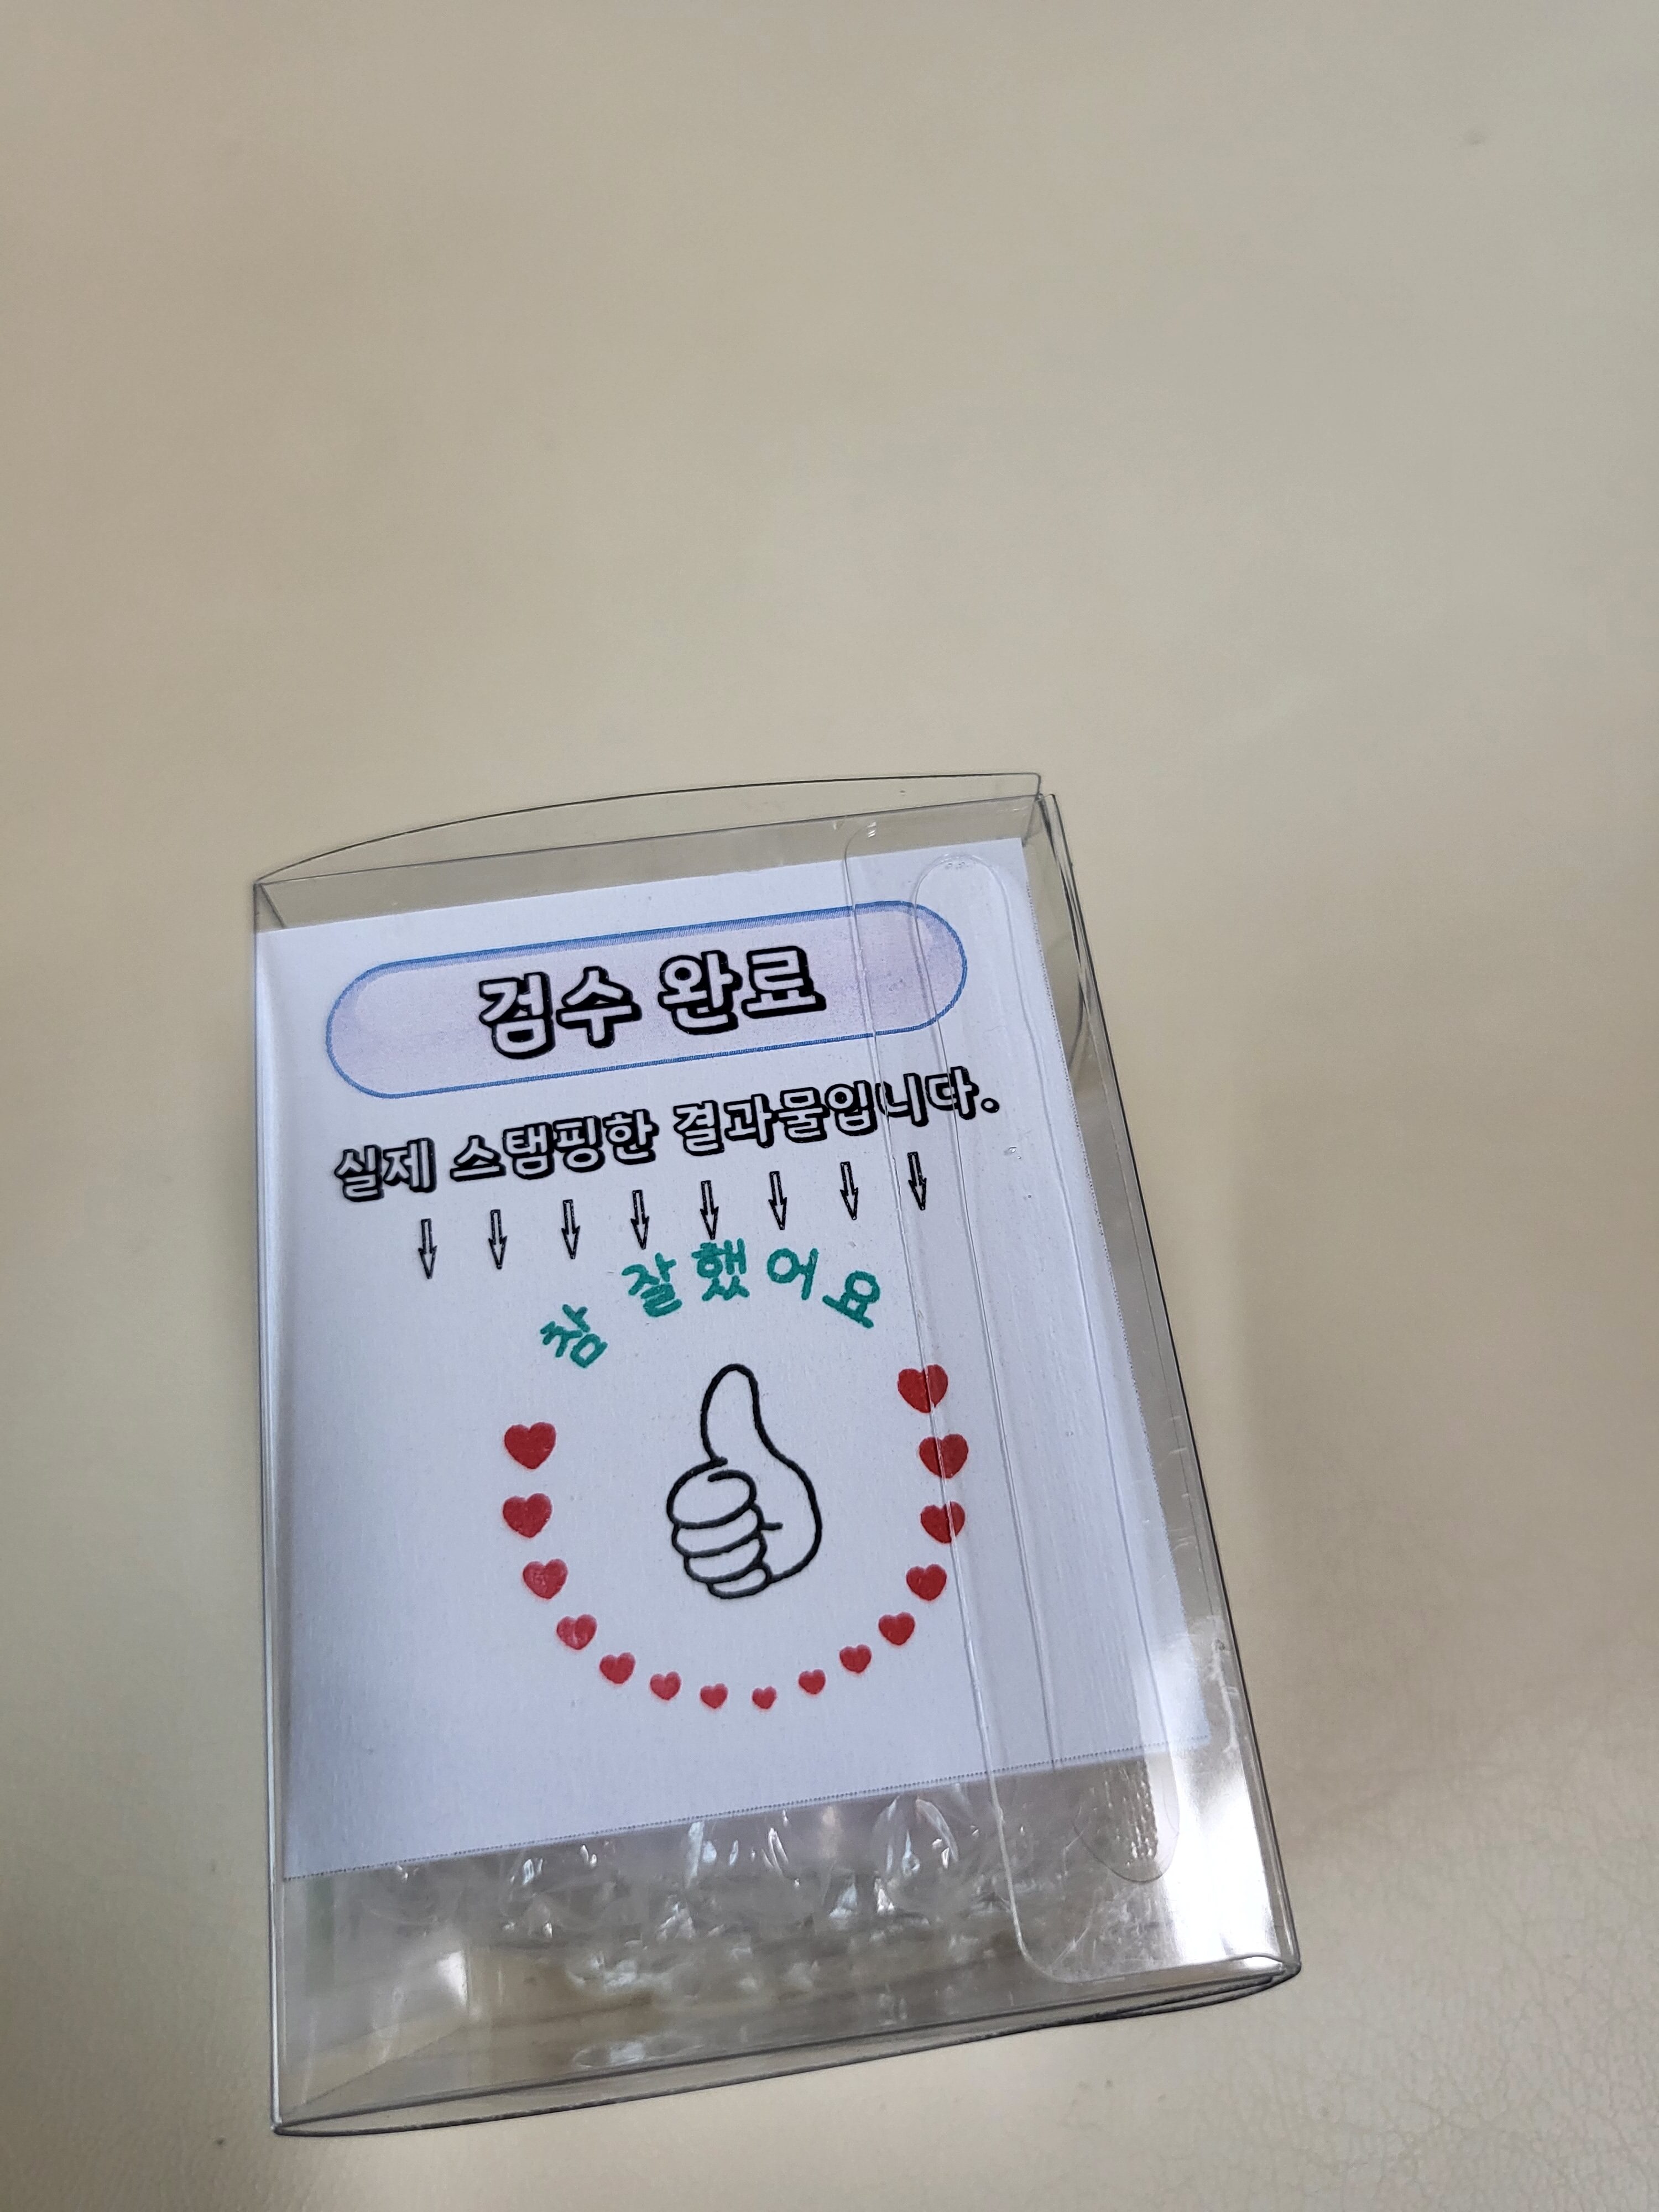 검수 완료
실제 스탬핑한 결과물입니다.
참 잘했어요